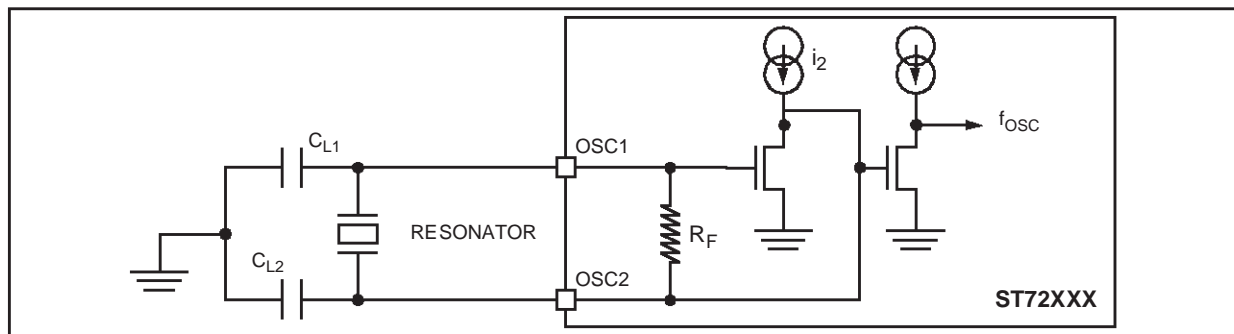 i2
fOSC
CL1
OSC1
RESONATOR
RF
CL2
OSC2
ST72XXX